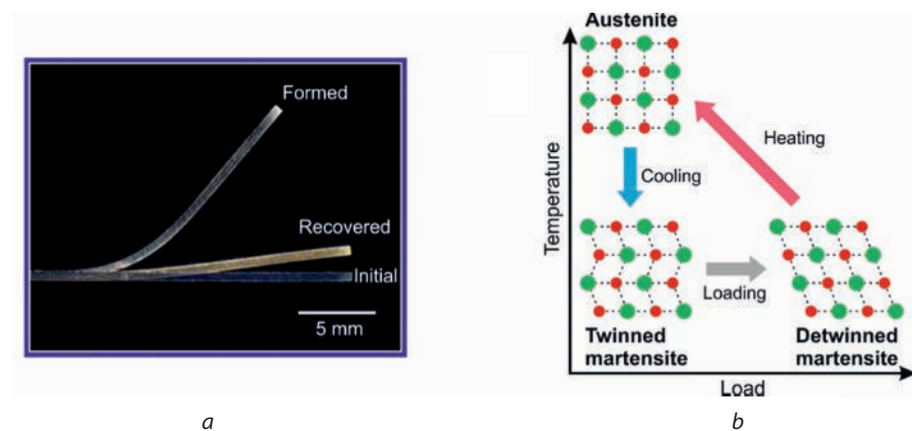 Formed
Recovered
Initial
5 mm
a
Austenite
Temperature
Cooling
Heating
Loading
Twinned
martensite
Detwinned
martensite
Load
b